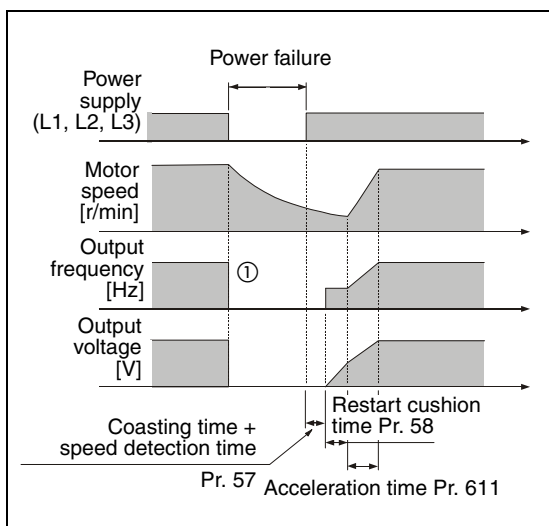 Power failure
Power
supply
(L1, L2, L3)
Motor
speed
[r/min]
Output
frequency
[Hz]
①
Output
voltage
[V]
Coasting time +
speed detection time
Pr. 57
Restart cushion
time Pr. 58
Acceleration time Pr. 611